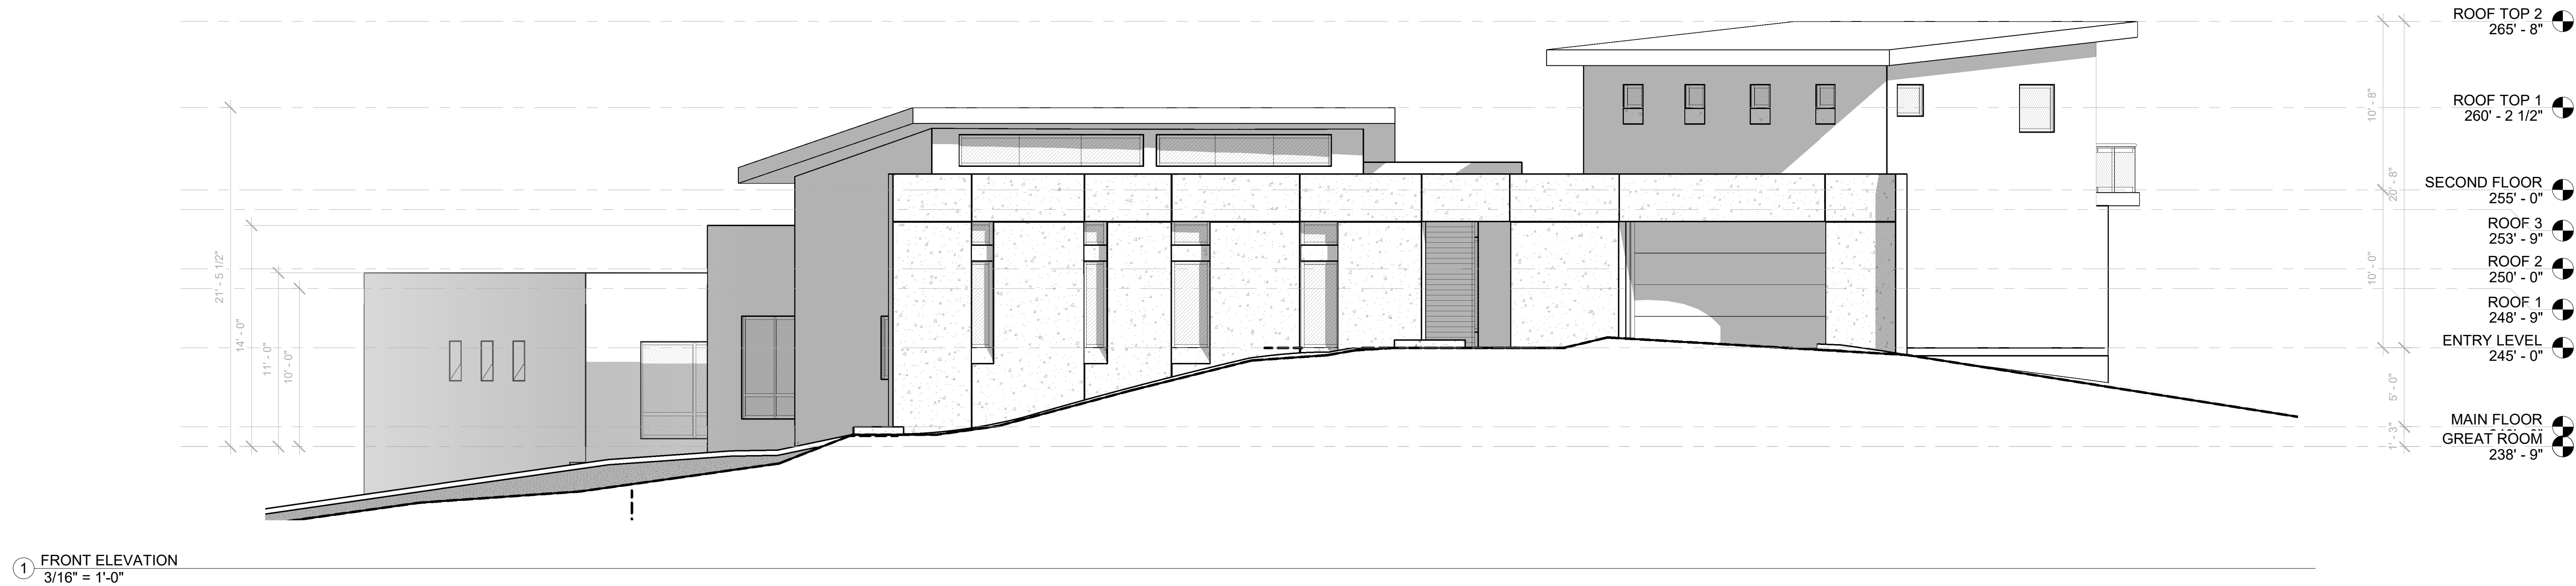 ROOF TOP 2
265' - 8"
ROOF TOP 1
260' - 2 1/2"
SECOND FLOOR
255' - 0"
ROOF 3
253' - 9"
ROOF 2
250' - 0"
ROOF 1
248' - 9"
ENTRY LEVEL
245' - 0"
MAIN FLOOR
GREAT ROOM
238' - 9"
21' - 5 1/2"
14' - 0"
11' - 0"
10' - 0"
10' - 8"
20' - 8"
10' - 0"
5' - 0"
1' - 3"
1 FRONT ELEVATION
3/16" = 1'-0"